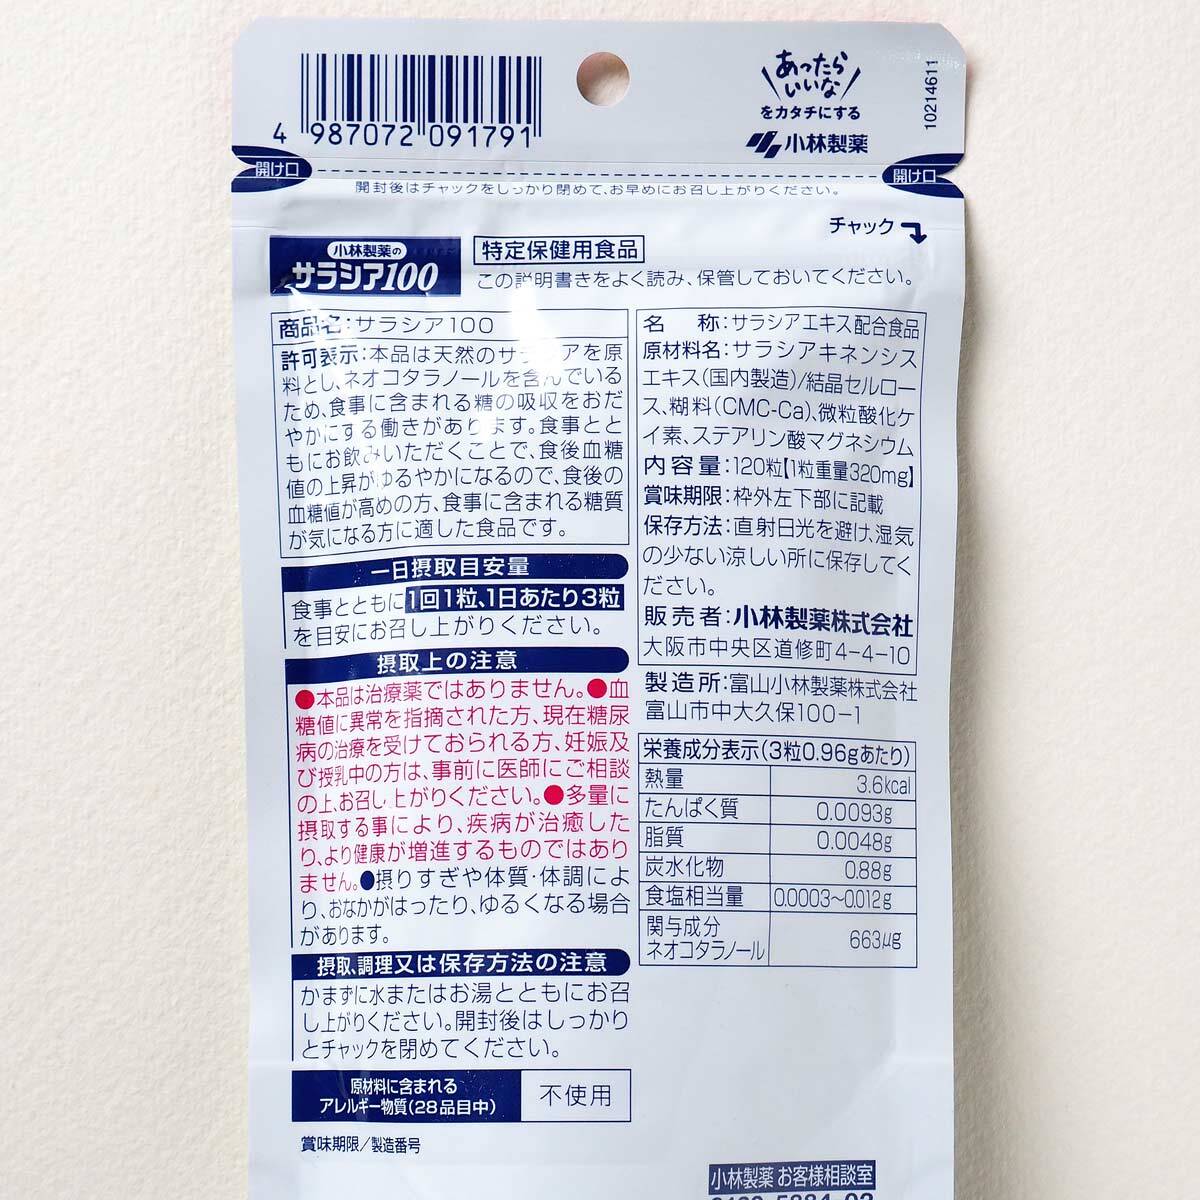 4 987072 091791
あったら
いいな
をカタチにする
小林製薬
10214611
開け口
開け口
開封後はチャックをしっかり閉めて、お早めにお召し上がりください。
チャック
小林製薬の
サラシア100
特定保健用食品
この説明書きをよく読み、保管しておいてください。
商品名:サラシア100
許可表示:本品は天然のサラシアを原
料とし、ネオコタラノールを含んでいる
ため、食事に含まれる糖の吸収をおだ
やかにする働きがあります。食事とと
もにお飲みいただくことで、食後血糖
値の上昇がゆるやかになるので、食後の
血糖値が高めの方、食事に含まれる糖質
が気になる方に適した食品です。
一日摂取目安量
食事とともに1回1粒、1日あたり3粒
を目安にお召し上がりください。
摂取上の注意
●本品は治療薬ではありません。●血
糖値に異常を指摘された方、現在糖尿
病の治療を受けておられる方、妊娠及
び授乳中の方は、事前に医師にご相談
の上、お召し上がりください。●多量に
摂取する事により、疾病が治癒した
り、より健康が増進するものではあり
ません。●摂りすぎや体質・体調によ
り、おなかがはったり、ゆるくなる場合
があります。
摂取、調理又は保存方法の注意
かまずに水またはお湯とともにお召
し上がりください。開封後はしっかり
とチャックを閉めてください。
原材料に含まれる
アレルギー物質(28品目中)
不使用
賞味期限/製造番号
名 称:サラシアエキス配合食品
原材料名:サラシアキネンシス
エキス(国内製造)/結晶セルロー
ス、糊料(CMC-Ca)、微粒酸化ケ
イ素、ステアリン酸マグネシウム
内容量:120粒【1粒重量320mg】
賞味期限:枠外左下部に記載
保存方法:直射日光を避け、湿気
の少ない涼しい所に保存してく
ださい。
販売者:小林製薬株式会社
大阪市中央区道修町4-4-10
製造所:富山小林製薬株式会社
富山市中大久保100-1
栄養成分表示(3粒0.96gあたり)
熱量 3.6kcal
たんぱく質 0.0093g
脂質 0.0048g
炭水化物 0.88g
食塩相当量 0.0003~0.012g
関与成分
ネオコタラノール 663μg
小林製薬 お客様相談室